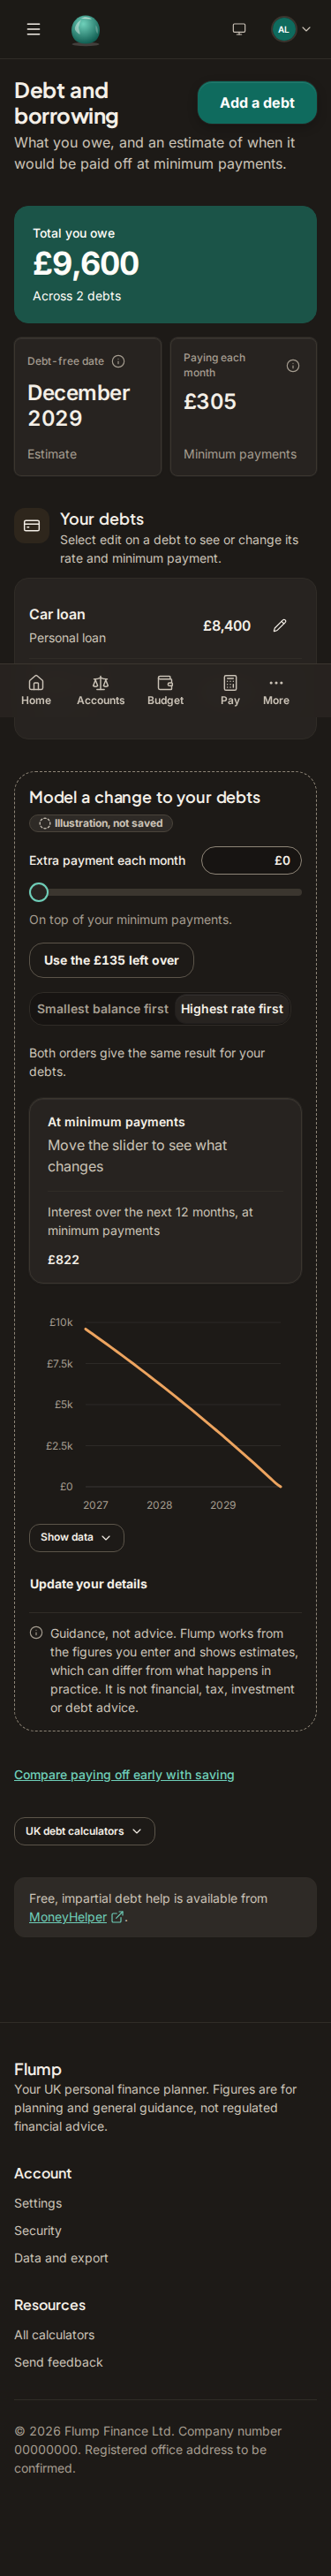 AL
Debt and
borrowing
Add a debt
What you owe, and an estimate of when it
would be paid off at minimum payments.
Total you owe
£9,600
Across 2 debts
Debt-free date
December
2029
Estimate
Paying each
month
£305
Minimum payments
Your debts
Select edit on a debt to see or change its
rate and minimum payment.
Car loan
Personal loan
£8,400
Home
Accounts
Budget
Pay
More
Model a change to your debts
Illustration, not saved
Extra payment each month
£0
On top of your minimum payments.
Use the £135 left over
Smallest balance first
Highest rate first
Both orders give the same result for your
debts.
At minimum payments
Move the slider to see what
changes
Interest over the next 12 months, at
minimum payments
£822
£10k
£7.5k
£5k
£2.5k
£0
2027
2028
2029
Show data
Update your details
Guidance, not advice. Flump works from
the figures you enter and shows estimates,
which can differ from what happens in
practice. It is not financial, tax, investment
or debt advice.
Compare paying off early with saving
UK debt calculators
Free, impartial debt help is available from
MoneyHelper.
Flump
Your UK personal finance planner. Figures are for
planning and general guidance, not regulated
financial advice.
Account
Settings
Security
Data and export
Resources
All calculators
Send feedback
© 2026 Flump Finance Ltd. Company number
00000000. Registered office address to be
confirmed.